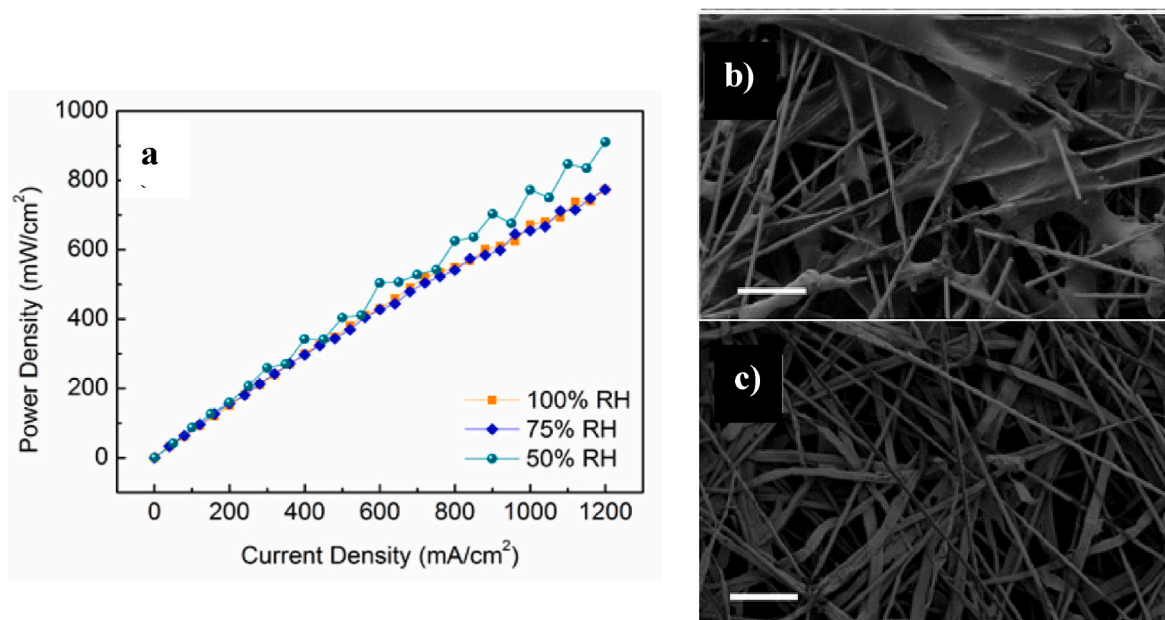 a
Power Density (mW/cm²)
1000
800
600
400
200
0
100% RH
75% RH
50% RH
0 200 400 600 800 1000 1200
Current Density (mA/cm²)
b)
c)